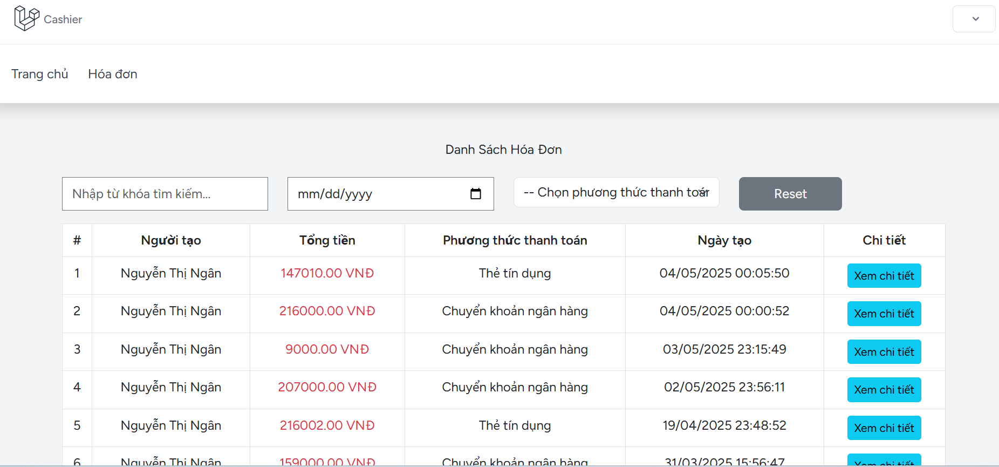 Cashier
Trang chủ Hóa đơn
Danh Sách Hóa Đơn
Nhập từ khóa tìm kiếm... mm/dd/yyyy -- Chọn phương thức thanh toán Reset
# Người tạo Tổng tiền Phương thức thanh toán Ngày tạo Chi tiết
1 Nguyễn Thị Ngân 147010.00 VNĐ Thẻ tín dụng 04/05/2025 00:05:50 Xem chi tiết
2 Nguyễn Thị Ngân 216000.00 VNĐ Chuyển khoản ngân hàng 04/05/2025 00:00:52 Xem chi tiết
3 Nguyễn Thị Ngân 9000.00 VNĐ Chuyển khoản ngân hàng 03/05/2025 23:15:49 Xem chi tiết
4 Nguyễn Thị Ngân 207000.00 VNĐ Chuyển khoản ngân hàng 02/05/2025 23:56:11 Xem chi tiết
5 Nguyễn Thị Ngân 216002.00 VNĐ Thẻ tín dụng 19/04/2025 23:48:52 Xem chi tiết
6 Nguyễn Thị Ngân 159000.00 VNĐ Chuyển khoản ngân hàng 31/03/2025 15:56:47 Xem chi tiết